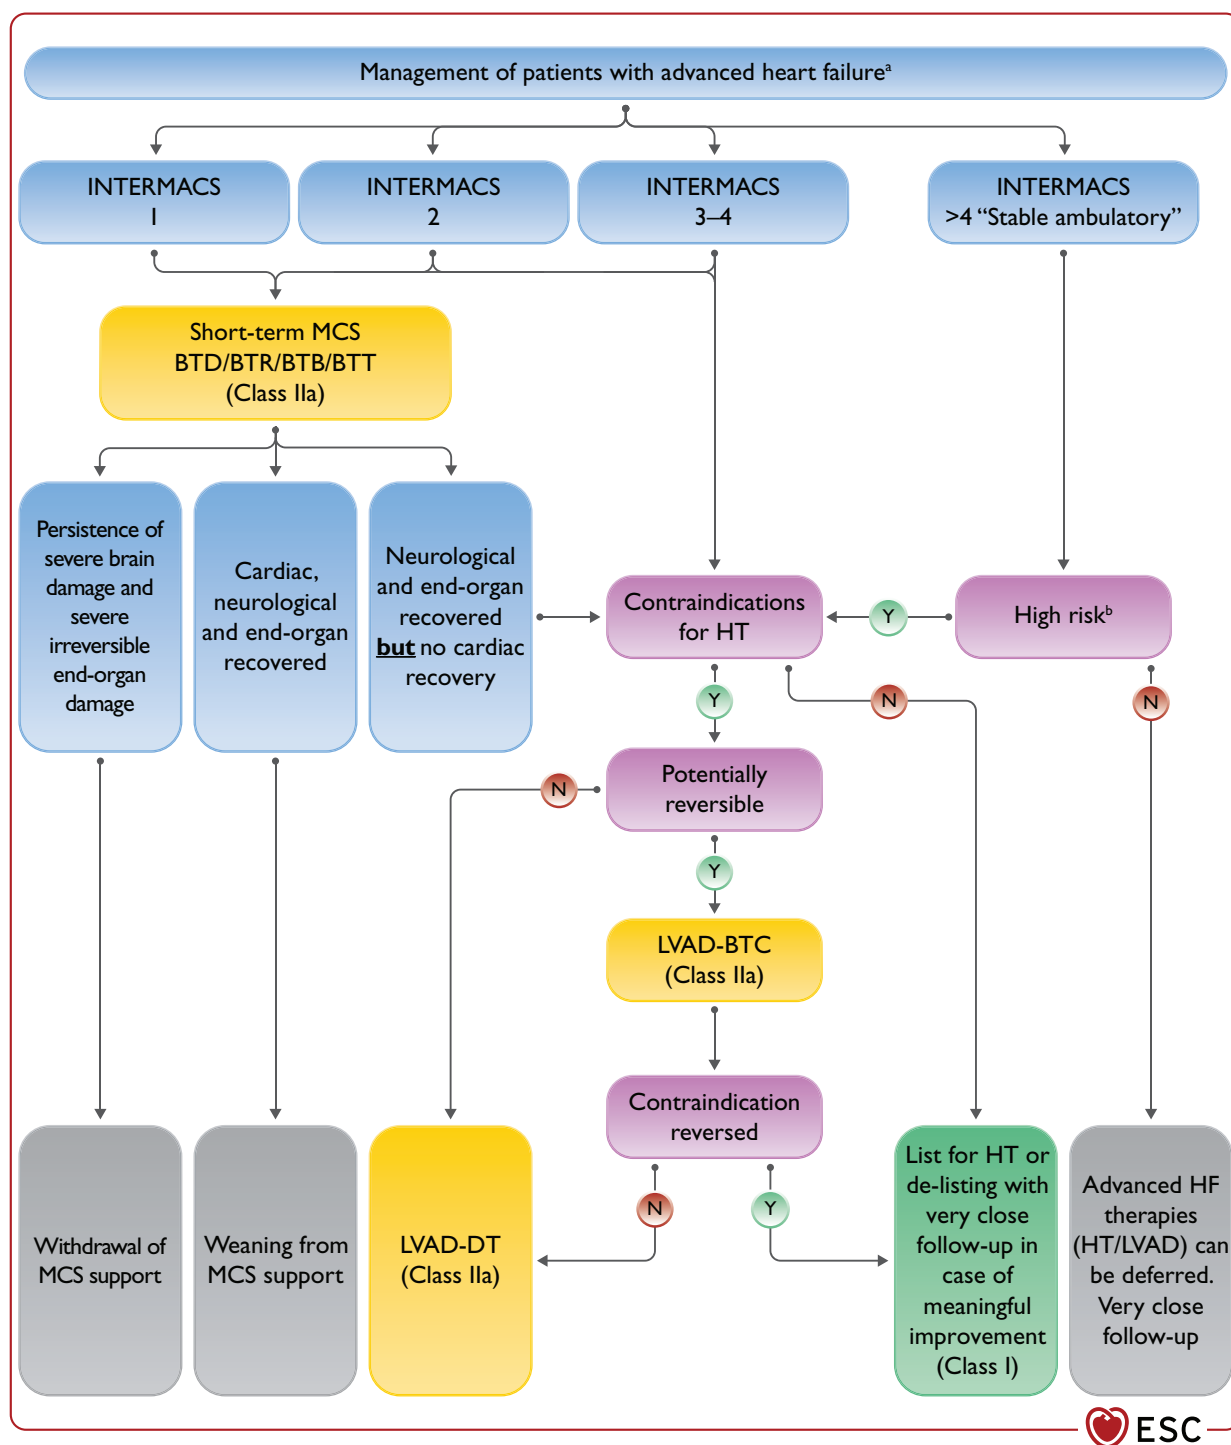 Management of patients with advanced heart failureᵃ
INTERMACS
1
INTERMACS
2
INTERMACS
3–4
INTERMACS
>4 “Stable ambulatory”
Short-term MCS
BTD/BTR/BTB/BTT
(Class IIa)
Persistence of
severe brain
damage and
severe
irreversible
end-organ
damage
Cardiac,
neurological
and end-organ
recovered
Neurological
and end-organ
recovered
but no cardiac
recovery
Contraindications
for HT
Y
High riskᵇ
Y
N
N
Potentially
reversible
N
Y
LVAD-BTC
(Class IIa)
Contraindication
reversed
N
Y
Withdrawal of
MCS support
Weaning from
MCS support
LVAD-DT
(Class IIa)
List for HT or
de-listing with
very close
follow-up in
case of
meaningful
improvement
(Class I)
Advanced HF
therapies
(HT/LVAD) can
be deferred.
Very close
follow-up
ESC